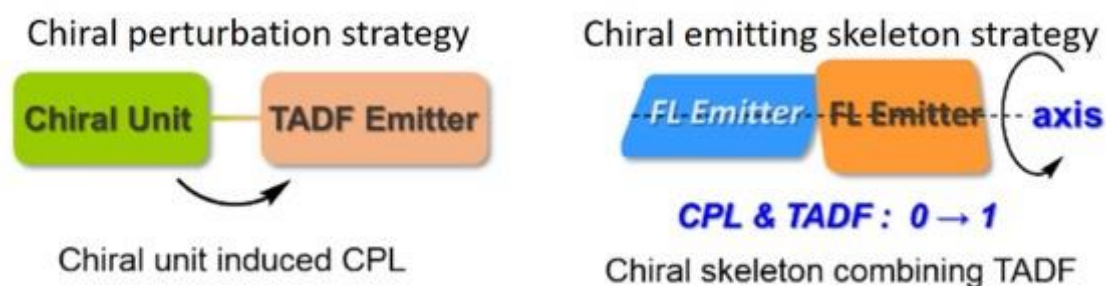 Chiral perturbation strategy
Chiral Unit
TADF Emitter
Chiral unit induced CPL
Chiral emitting skeleton strategy
FL Emitter
FL Emitter
axis
CPL & TADF : 0 → 1
Chiral skeleton combining TADF